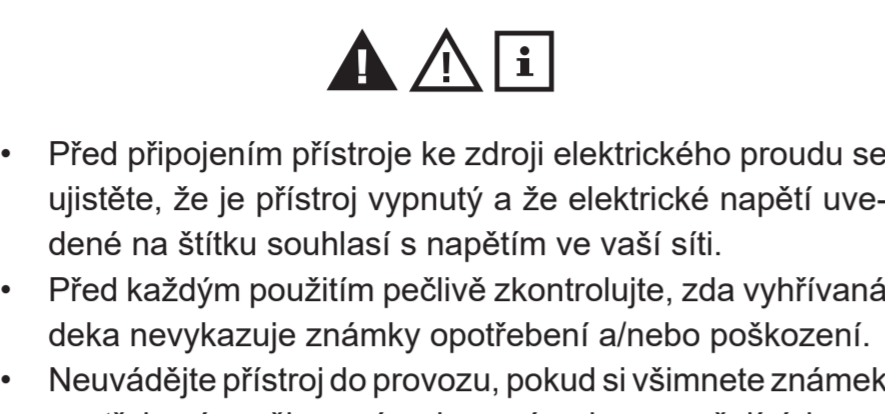 • Před připojením přístroje ke zdroji elektrického proudu se
ujistěte, že je přístroj vypnutý a že elektrické napětí uve-
dené na štítku souhlasí s napětím ve vaší síti.
• Před každým použitím pečlivě zkontrolujte, zda vyhřívaná
deka nevykazuje známky opotřebení a/nebo poškození.
• Neuvádějte přístroj do provozu, pokud si všimnete známek